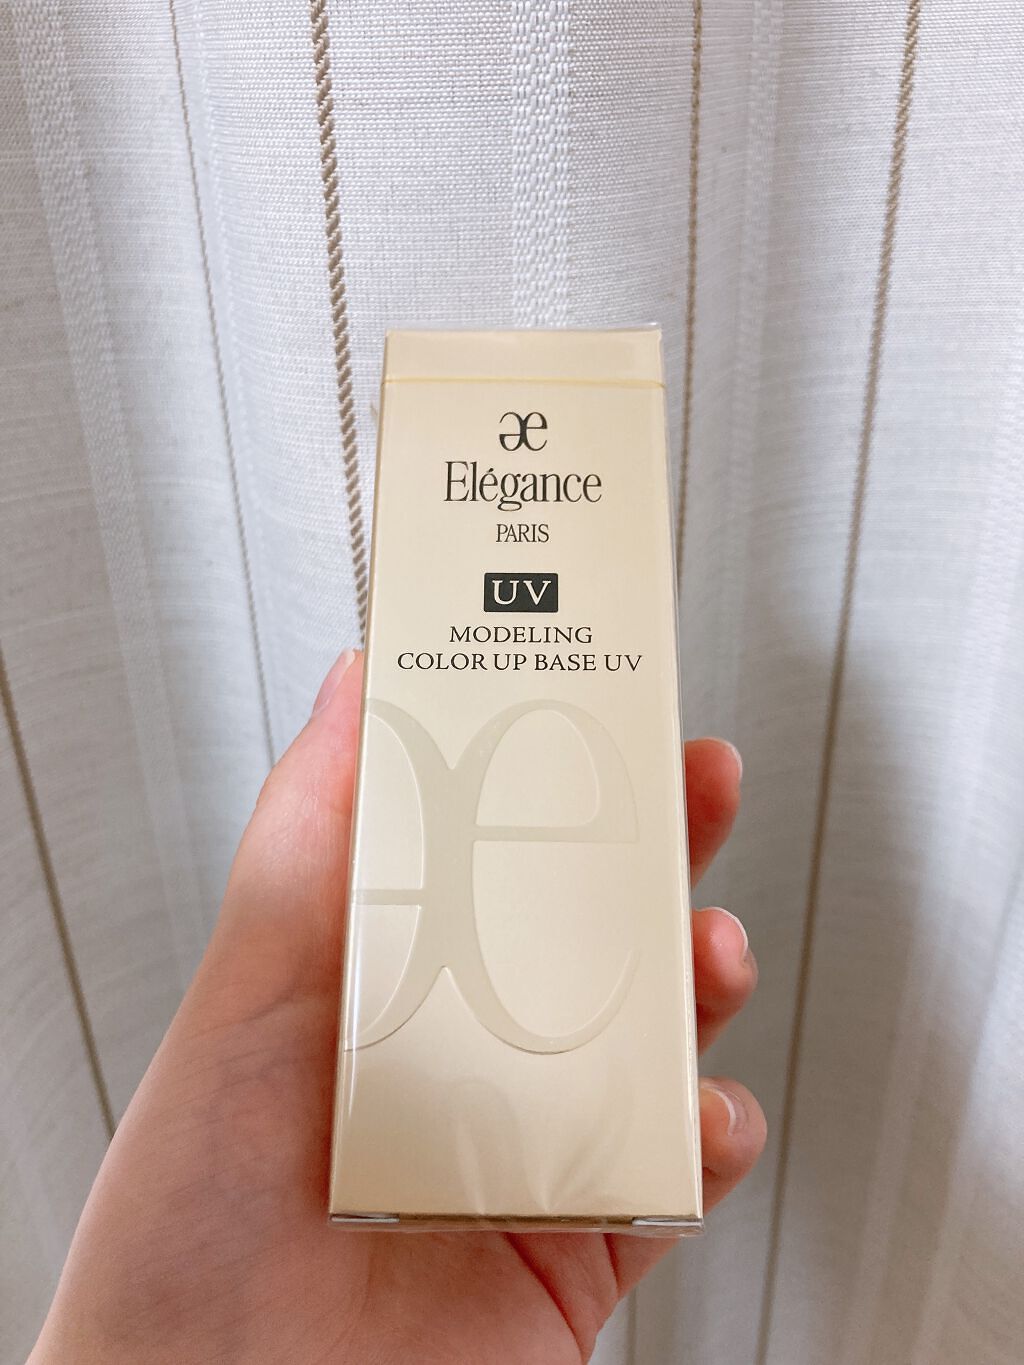 Elégance
PARIS
UV
MODELING
COLOR UP BASE UV